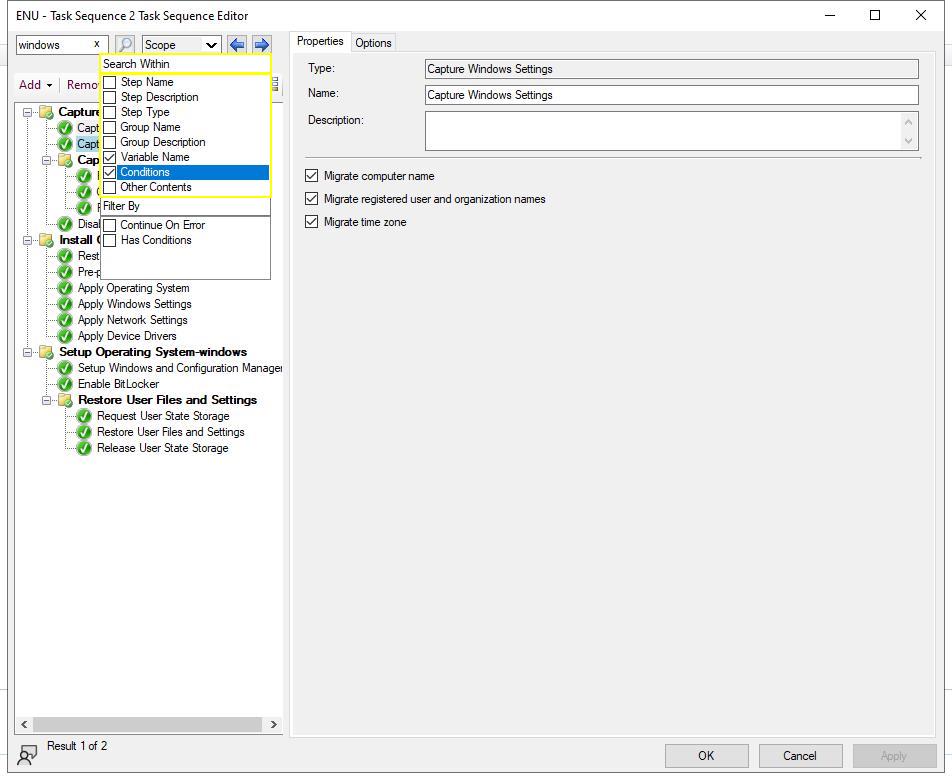 ENU - Task Sequence 2 Task Sequence Editor
windows x Scope
Search Within
Step Name
Step Description
Step Type
Group Name
Group Description
Variable Name
Conditions
Other Contents
Filter By
Continue On Error
Has Conditions
Add
Remo
Capture
Capt
Capt
Cap
Disal
Install
Rest
Pre-p
Apply Operating System
Apply Windows Settings
Apply Network Settings
Apply Device Drivers
Setup Operating System-windows
Setup Windows and Configuration Manager
Enable BitLocker
Restore User Files and Settings
Request User State Storage
Restore User Files and Settings
Release User State Storage
Result 1 of 2
Properties Options
Type: Capture Windows Settings
Name: Capture Windows Settings
Description:
Migrate computer name
Migrate registered user and organization names
Migrate time zone
OK Cancel Apply